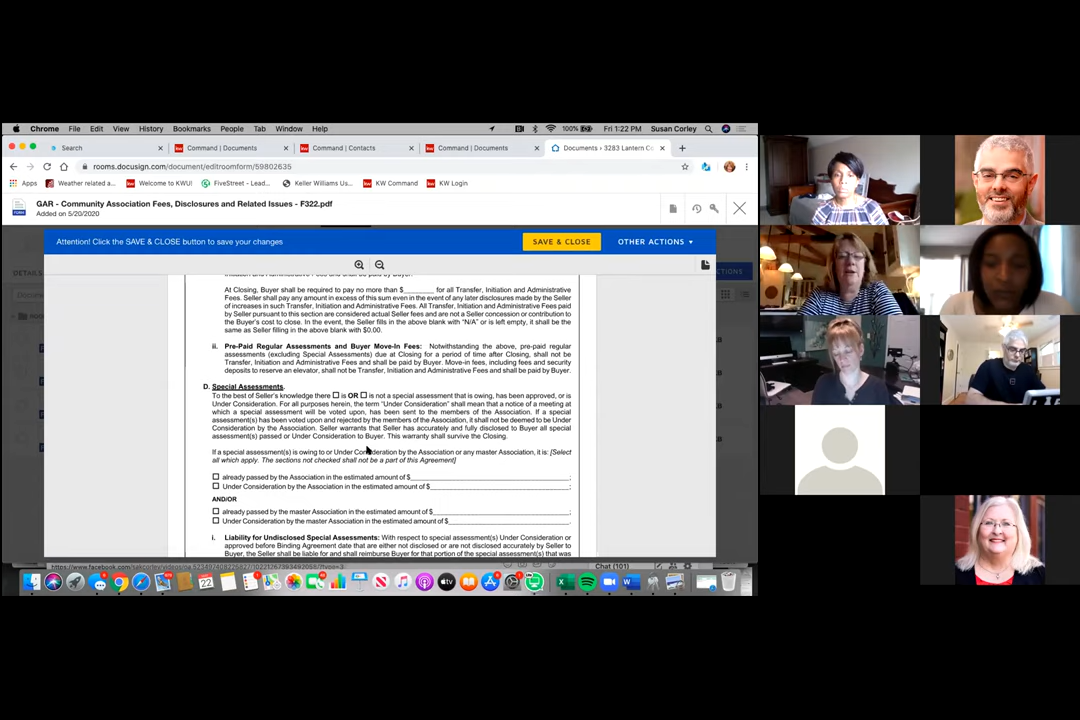 Chrome File Edit View History Bookmarks People Tab Window Help 100% Fri 1:22 PM Susan Corley
Search Command | Documents Command | Contacts Command | Documents Documents › 3283 Lantern C
rooms.docusign.com/document/editroomform/59802635
Apps Weather related a... Welcome to KWU! FiveStreet - Lead... Keller Williams Us... KW Command KW Login
GAR - Community Association Fees, Disclosures and Related Issues - F322.pdf
Added on 5/20/2020
Attention! Click the SAVE & CLOSE button to save your changes SAVE & CLOSE OTHER ACTIONS
DETAILS
Initiation and Administrative Fees and shall be paid by Buyer.
At Closing, Buyer shall be required to pay no more than $________ for all Transfer, Initiation and Administrative
Fees. Seller shall pay any amount in excess of this sum even in the event of any later disclosures made by the Seller
of increases in such Transfer, Initiation and Administrative Fees. All Transfer, Initiation and Administrative Fees paid
by Seller pursuant to this section are considered actual Seller fees and are not a Seller concession or contribution to
the Buyer's cost to close. In the event, the Seller fills in the above blank with "N/A" or is left empty, it shall be the
same as Seller filling in the above blank with $0.00.
ii. Pre-Paid Regular Assessments and Buyer Move-In Fees: Notwithstanding the above, pre-paid regular
assessments (excluding Special Assessments) due at Closing for a period of time after Closing, shall not be
Transfer, Initiation and Administrative Fees and shall be paid by Buyer. Move-in fees, including fees and security
deposits to reserve an elevator, shall not be Transfer, Initiation and Administrative Fees and shall be paid by Buyer.
D. Special Assessments.
To the best of Seller's knowledge there ☐ is OR ☐ is not a special assessment that is owing, has been approved, or is
Under Consideration. For all purposes herein, the term "Under Consideration" shall mean that a notice of a meeting at
which a special assessment will be voted upon, has been sent to the members of the Association. If a special
assessment(s) has been voted upon and rejected by the members of the Association, it shall not be deemed to be Under
Consideration by the Association. Seller warrants that Seller has accurately and fully disclosed to Buyer all special
assessment(s) passed or Under Consideration to Buyer. This warranty shall survive the Closing.
If a special assessment(s) is owing to or Under Consideration by the Association or any master Association, it is: [Select
all which apply. The sections not checked shall not be a part of this Agreement]
☐ already passed by the Association in the estimated amount of $________;
☐ Under Consideration by the Association in the estimated amount of $________;
AND/OR
☐ already passed by the master Association in the estimated amount of $________;
☐ Under Consideration by the master Association in the estimated amount of $________.
i. Liability for Undisclosed Special Assessments: With respect to special assessment(s) Under Consideration or
approved before Binding Agreement date that are either not disclosed or are not disclosed accurately by Seller to
Buyer, the Seller shall be liable for and shall reimburse Buyer for that portion of the special assessment(s) that was
Chat (101)